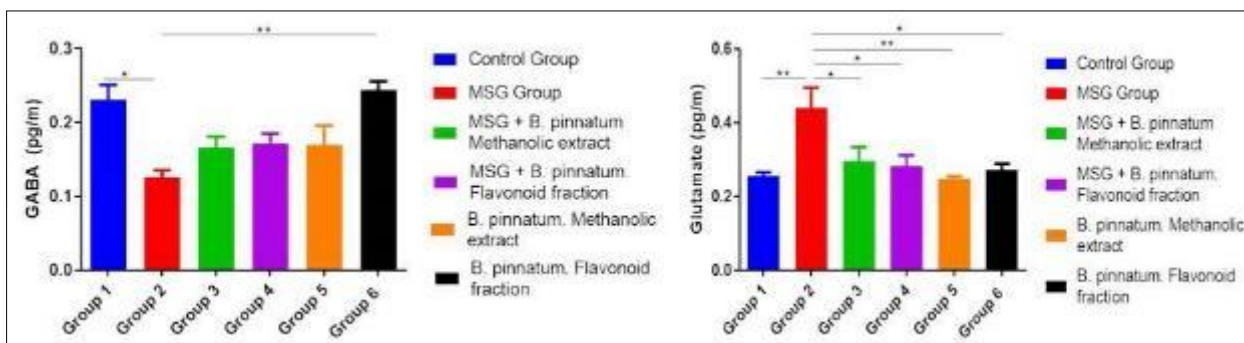 **
*
0.3
0.2
0.1
0.0
GABA (pg/m)
Group 1
Group 2
Group 3
Group 4
Group 5
Group 6
Control Group
MSG Group
MSG + B. pinnatum
Methanolic extract
MSG + B. pinnatum.
Flavonoid fraction
B. pinnatum. Methanolic
extract
B. pinnatum. Flavonoid
fraction
*
**
*
**
*
0.6
0.4
0.2
0.0
Glutamate (pg/m)
Group 1
Group 2
Group 3
Group 4
Group 5
Group 6
Control Group
MSG Group
MSG + B. pinnatum
Methanolic extract
MSG + B. pinnatum.
Flavonoid fraction
B. pinnatum. Methanolic
extract
B. pinnatum. Flavonoid
fraction